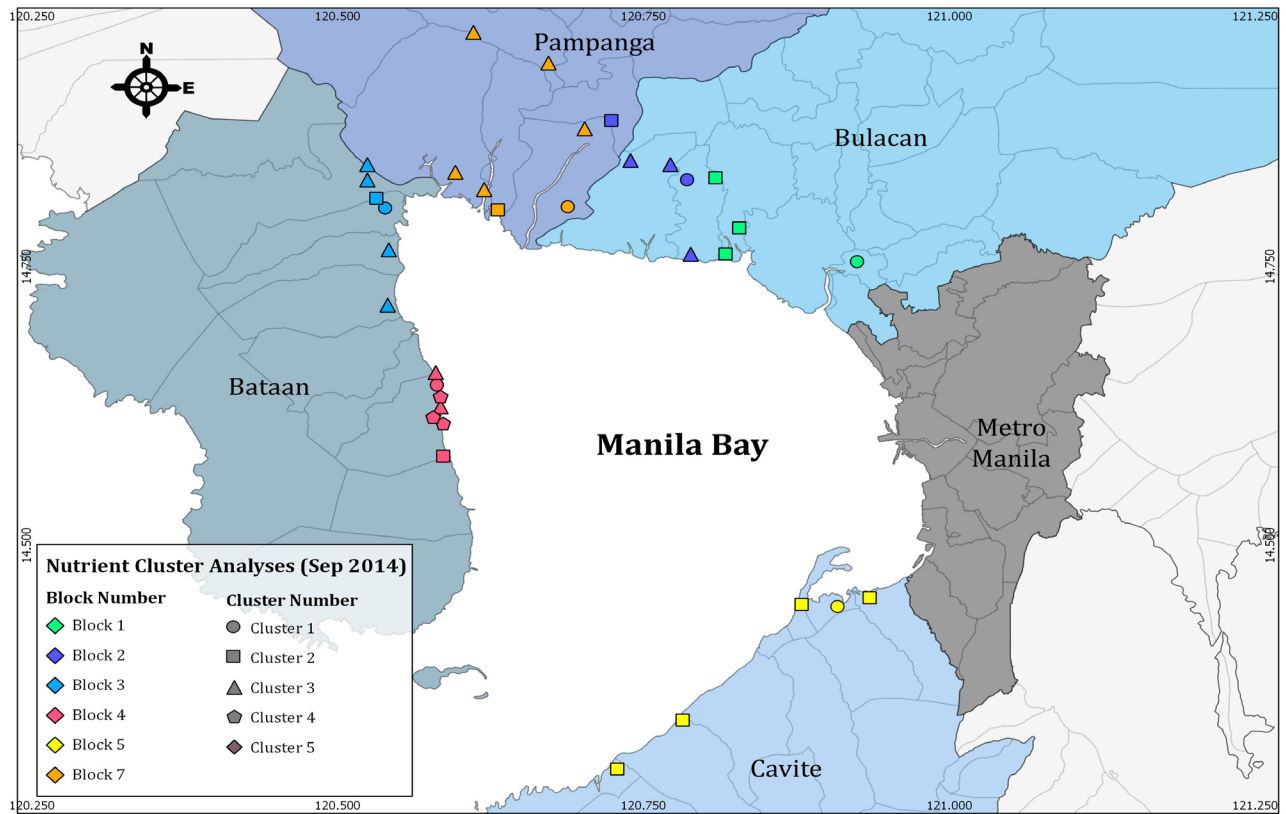 120.250 120.500 120.750 121.000 121.250
Pampanga
N
E
Bulacan
14.750 14.750
Bataan
Manila Bay
Metro
Manila
14.500 14.500
Nutrient Cluster Analyses (Sep 2014)
Block Number Cluster Number
Block 1 Cluster 1
Block 2 Cluster 2
Block 3 Cluster 3
Block 4 Cluster 4
Block 5 Cluster 5
Block 7
Cavite
120.250 120.500 120.750 121.000 121.250